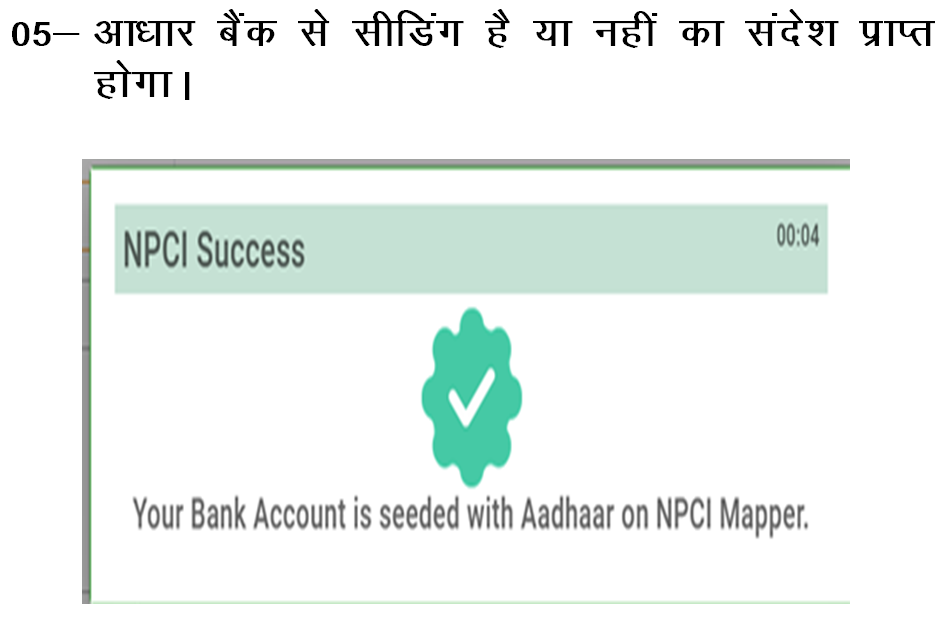 05– आधार बैंक से सीडिंग है या नहीं का संदेश प्राप्त
होगा।
NPCI Success 00:04
Your Bank Account is seeded with Aadhaar on NPCI Mapper.